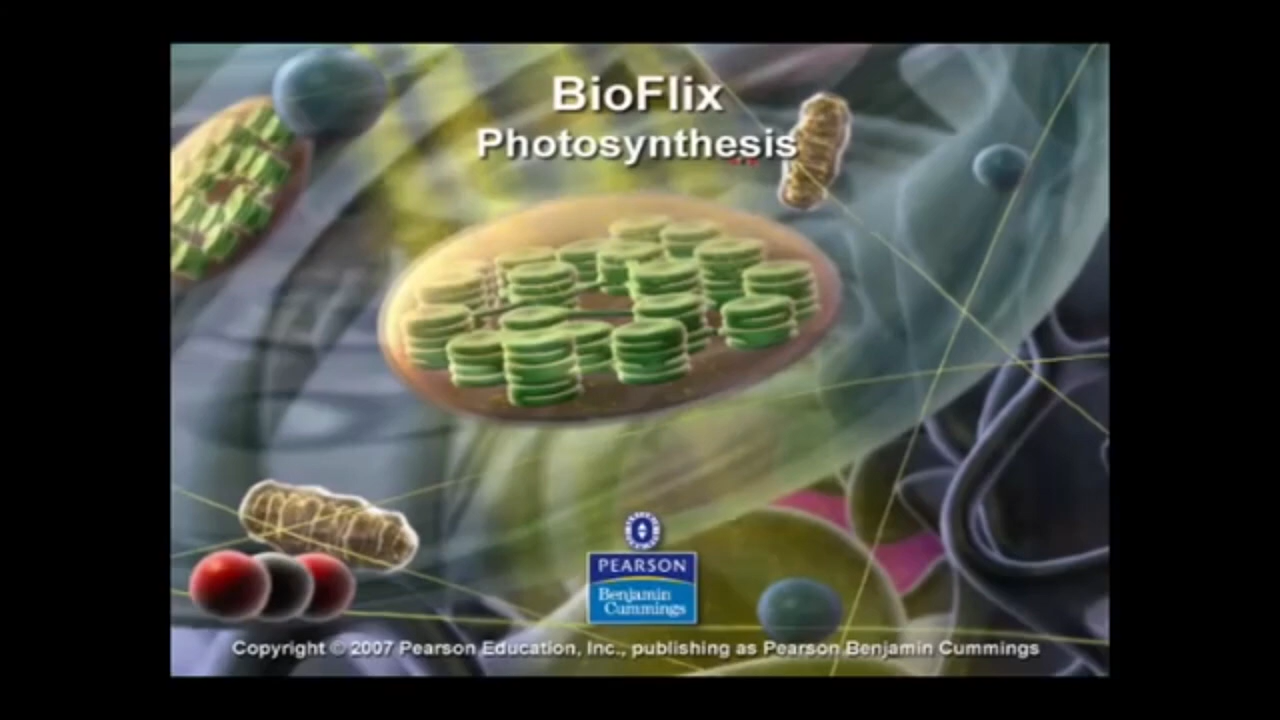 BioFlix
Photosynthesis
PEARSON
Benjamin
Cummings
Copyright © 2007 Pearson Education, Inc., publishing as Pearson Benjamin Cummings